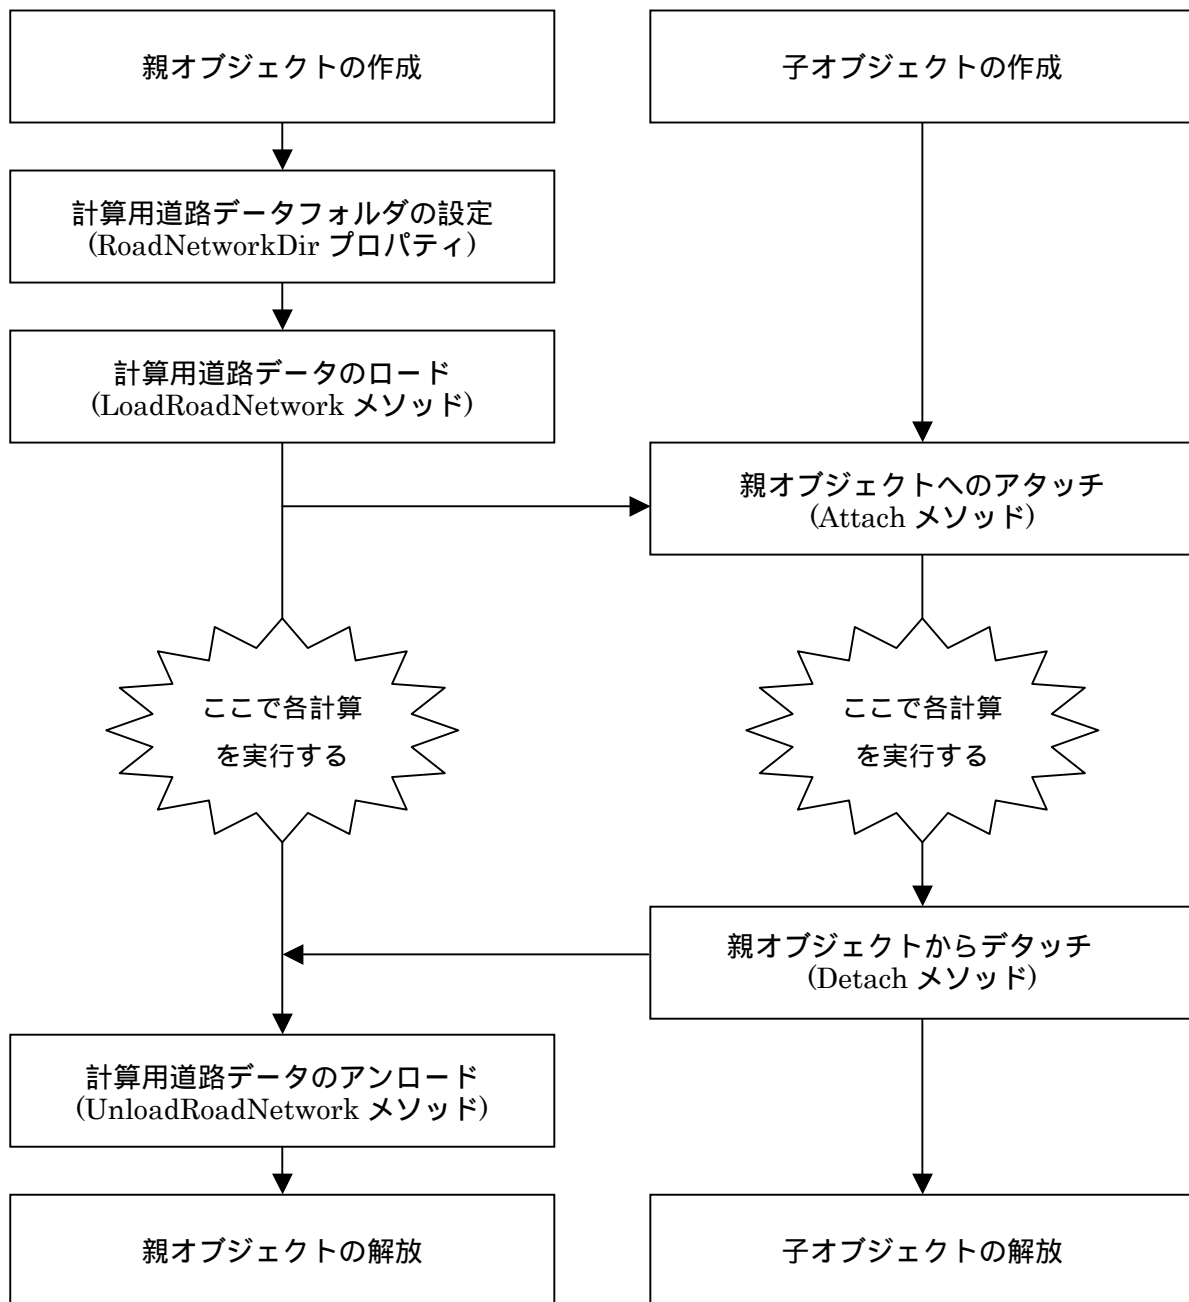 親オブジェクトの作成
子オブジェクトの作成
計算用道路データフォルダの設定
(RoadNetworkDir プロパティ)
計算用道路データのロード
(LoadRoadNetwork メソッド)
親オブジェクトへのアタッチ
(Attach メソッド)
ここで各計算
を実行する
ここで各計算
を実行する
親オブジェクトからデタッチ
(Detach メソッド)
計算用道路データのアンロード
(UnloadRoadNetwork メソッド)
親オブジェクトの解放
子オブジェクトの解放